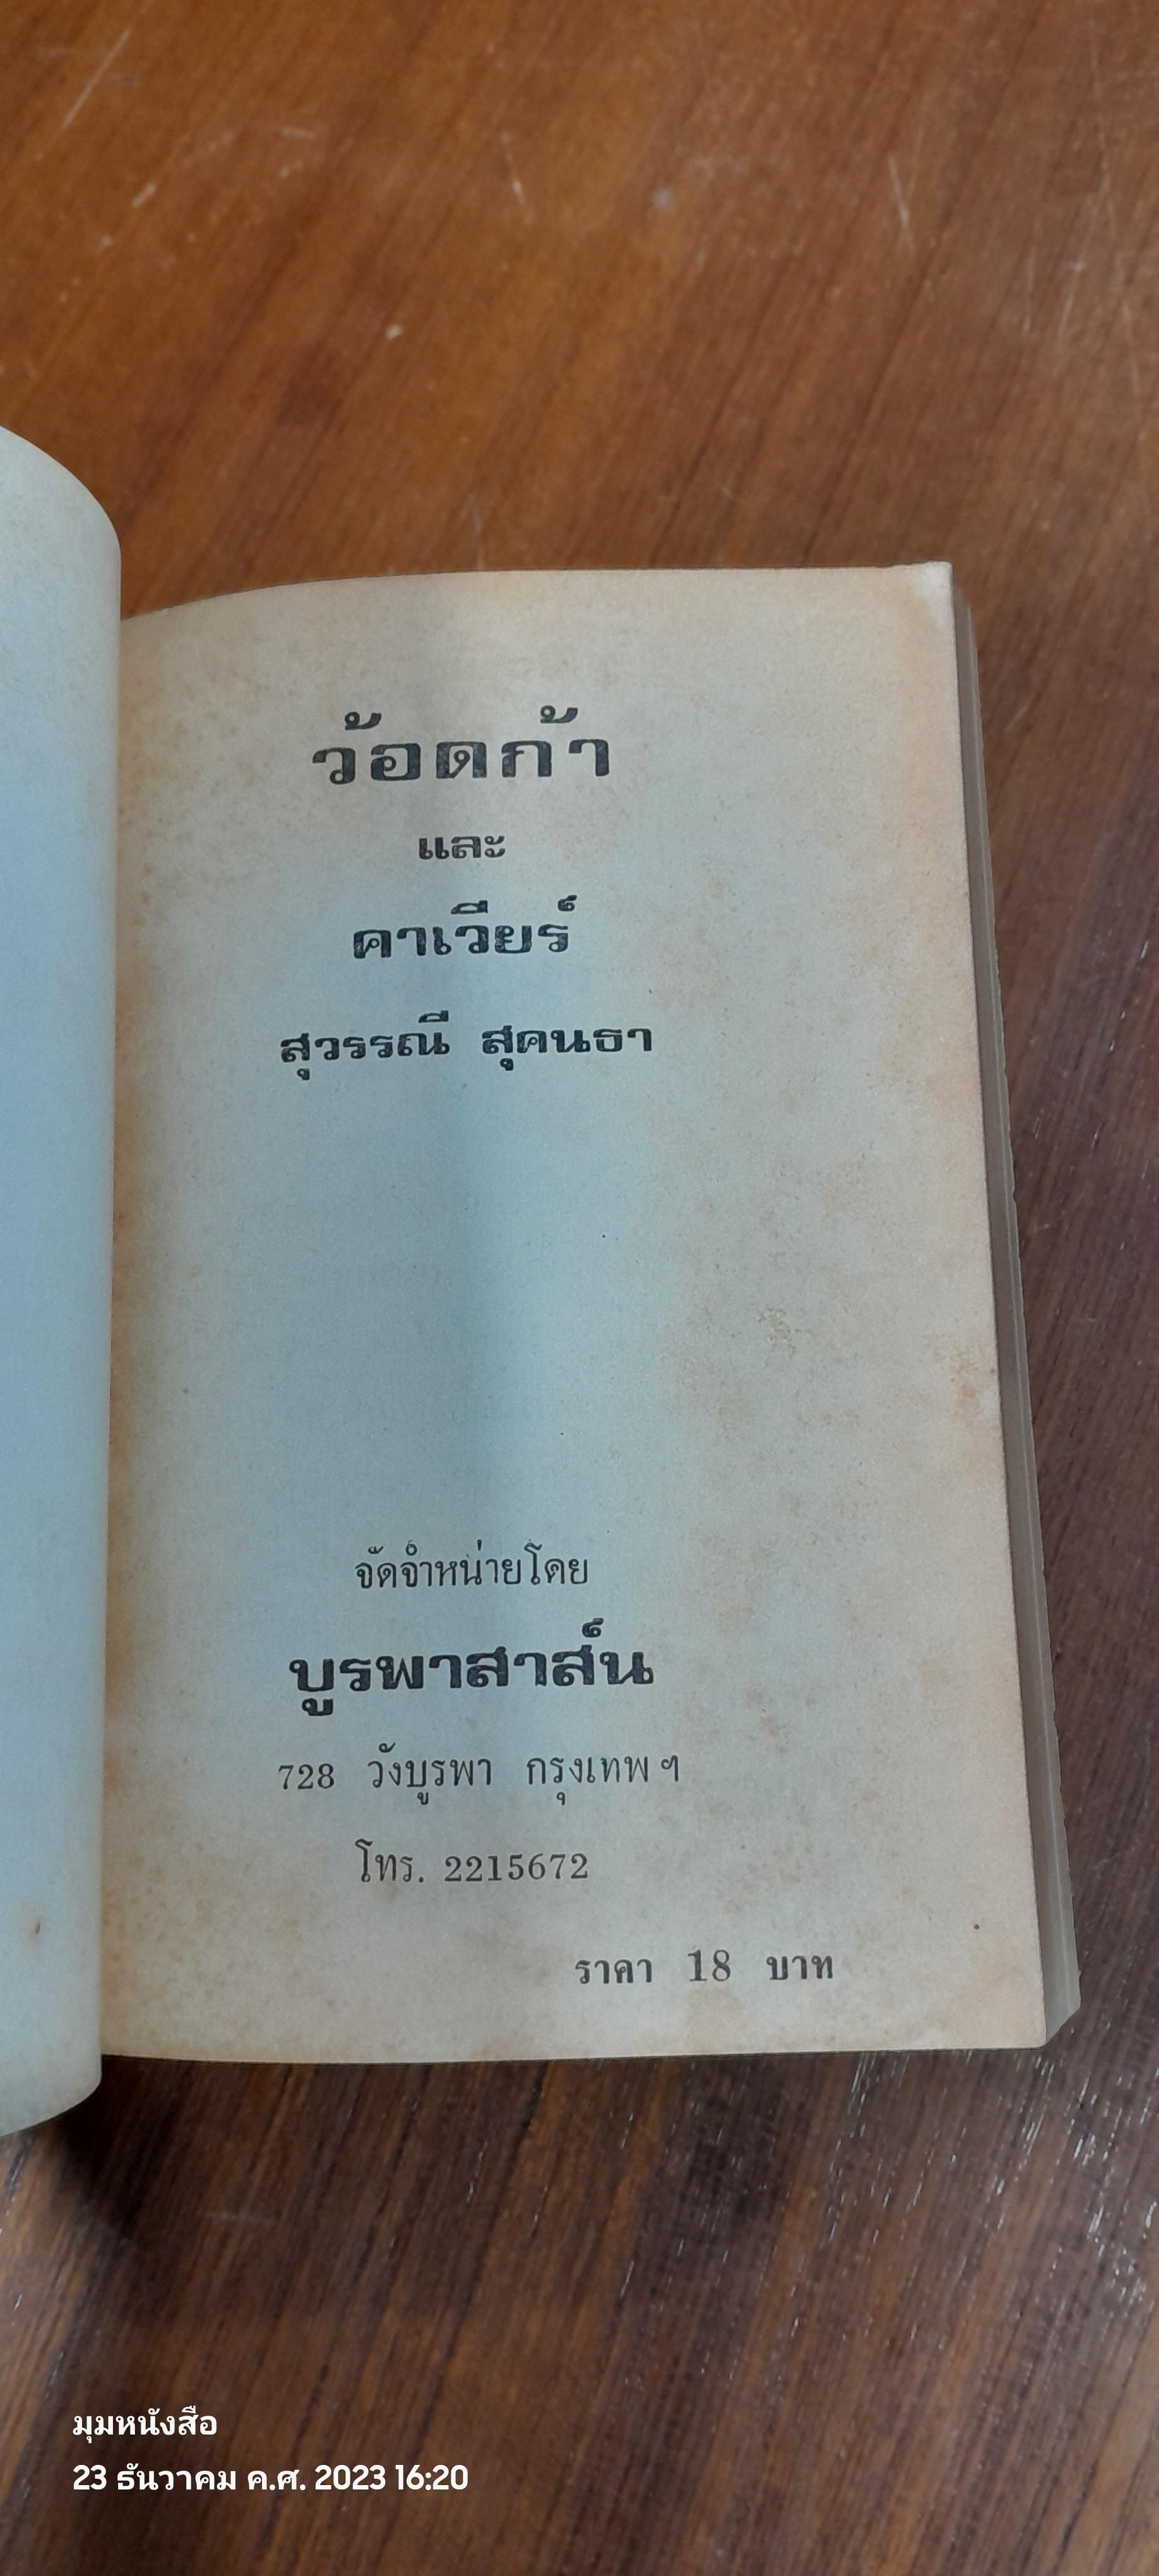 ว้อดก้า
และ
คาเวียร์
สุวรรณี สุคนธา
จัดจำหน่ายโดย
บูรพาสาส์น
728 วังบูรพา กรุงเทพฯ
โทร. 2215672
ราคา 18 บาท
มุมหนังสือ
23 ธันวาคม ค.ศ. 2023 16:20